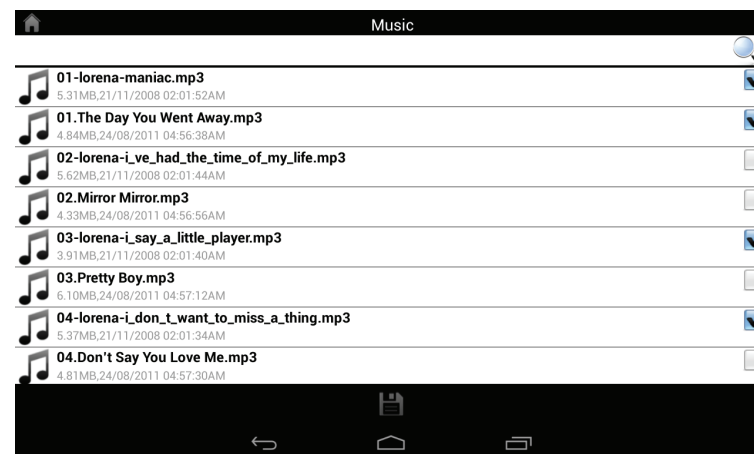 Music
01-lorena-maniac.mp3
5.31MB,21/11/2008 02:01:52AM
01.The Day You Went Away.mp3
4.84MB,24/08/2011 04:56:38AM
02-lorena-i_ve_had_the_time_of_my_life.mp3
5.62MB,21/11/2008 02:01:44AM
02.Mirror Mirror.mp3
4.33MB,24/08/2011 04:56:56AM
03-lorena-i_say_a_little_player.mp3
3.91MB,21/11/2008 02:01:40AM
03.Pretty Boy.mp3
6.10MB,24/08/2011 04:57:12AM
04-lorena-i_don_t_want_to_miss_a_thing.mp3
5.37MB,21/11/2008 02:01:34AM
04.Don't Say You Love Me.mp3
4.81MB,24/08/2011 04:57:30AM